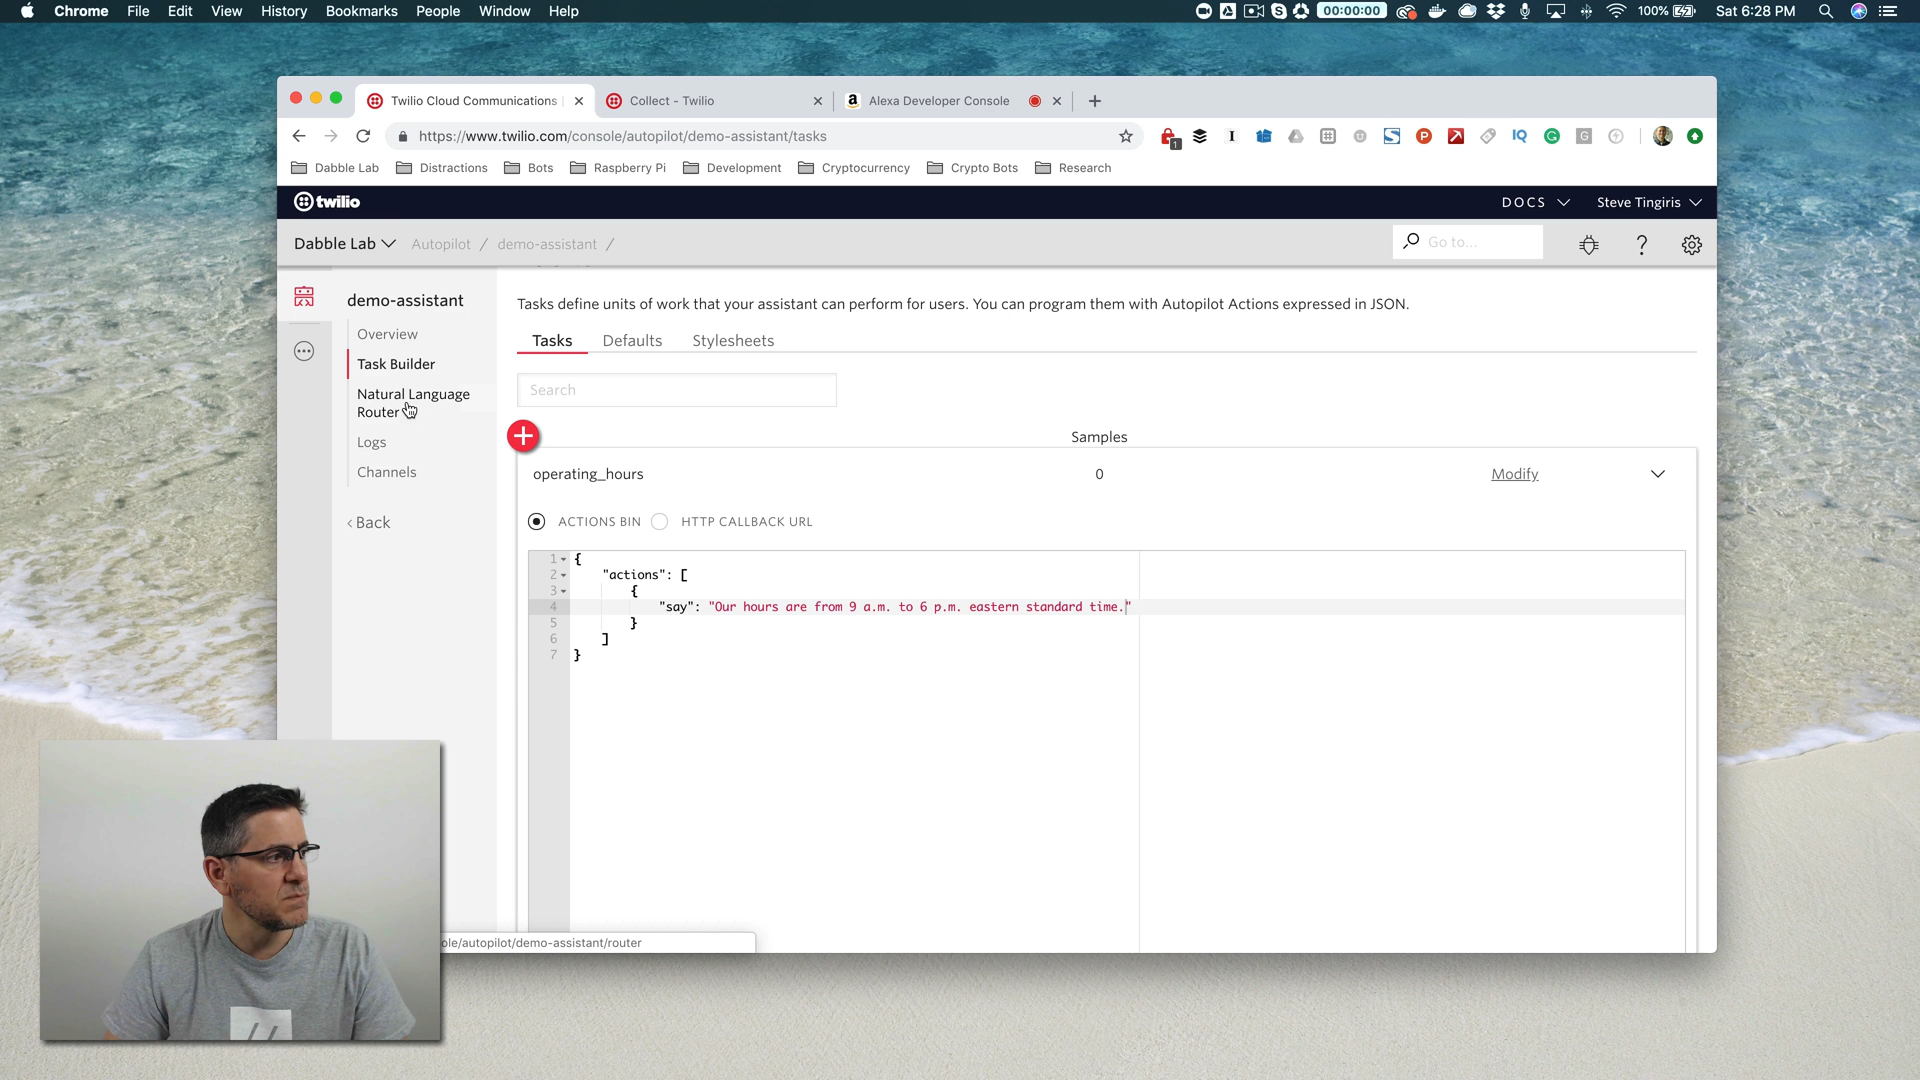 Chrome File Edit View History Bookmarks People Window Help 00:00:00 100% Sat 6:28 PM
Twilio Cloud Communications Collect - Twilio Alexa Developer Console
https://www.twilio.com/console/autopilot/demo-assistant/tasks
Dabble Lab Distractions Bots Raspberry Pi Development Cryptocurrency Crypto Bots Research
twilio DOCS Steve Tingiris
Dabble Lab Autopilot / demo-assistant / Go to...
demo-assistant
Overview
Task Builder
Natural Language
Router
Logs
Channels
‹ Back
Tasks define units of work that your assistant can perform for users. You can program them with Autopilot Actions expressed in JSON.
Tasks Defaults Stylesheets
Search
Samples
operating_hours 0 Modify
ACTIONS BIN HTTP CALLBACK URL
1 {
2 "actions": [
3 {
4 "say": "Our hours are from 9 a.m. to 6 p.m. eastern standard time."
5 }
6 ]
7 }
ole/autopilot/demo-assistant/router
//